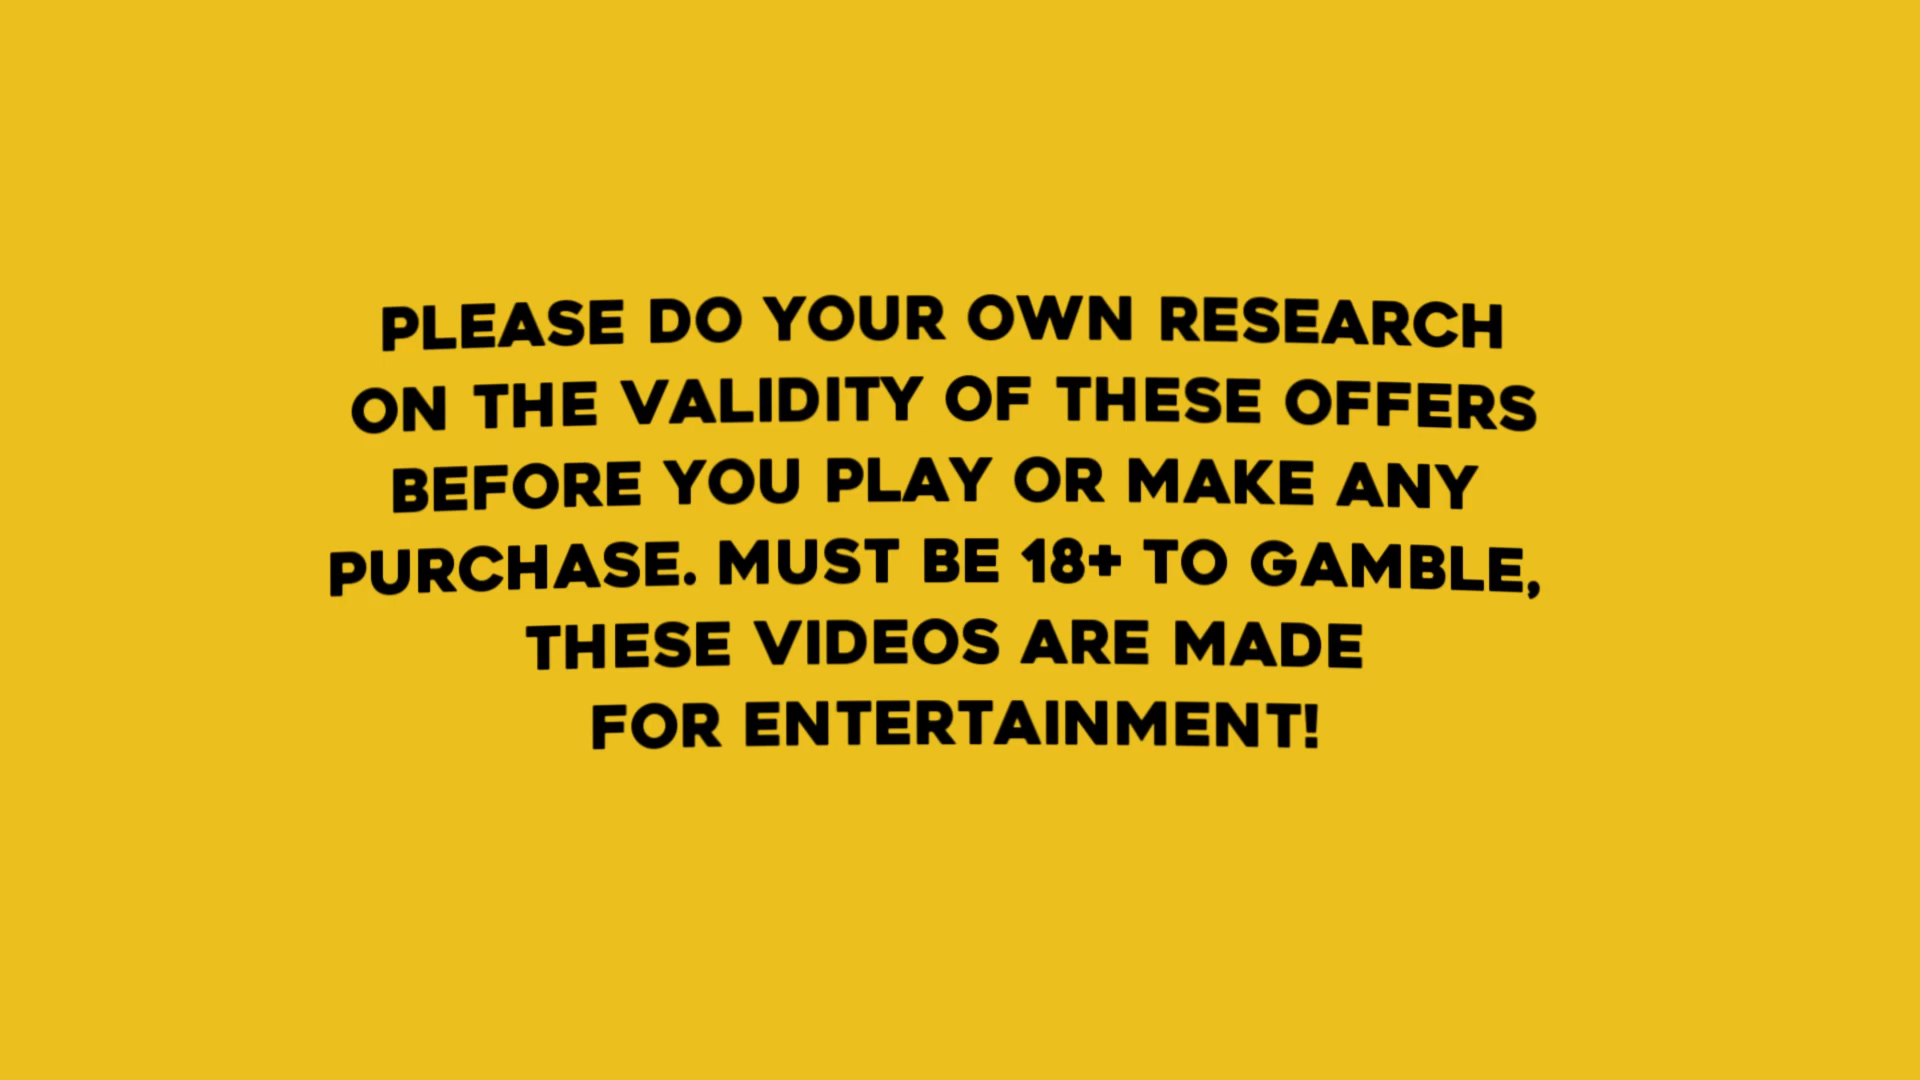 PLEASE DO YOUR OWN RESEARCH
ON THE VALIDITY OF THESE OFFERS
BEFORE YOU PLAY OR MAKE ANY
PURCHASE. MUST BE 18+ TO GAMBLE,
THESE VIDEOS ARE MADE
FOR ENTERTAINMENT!